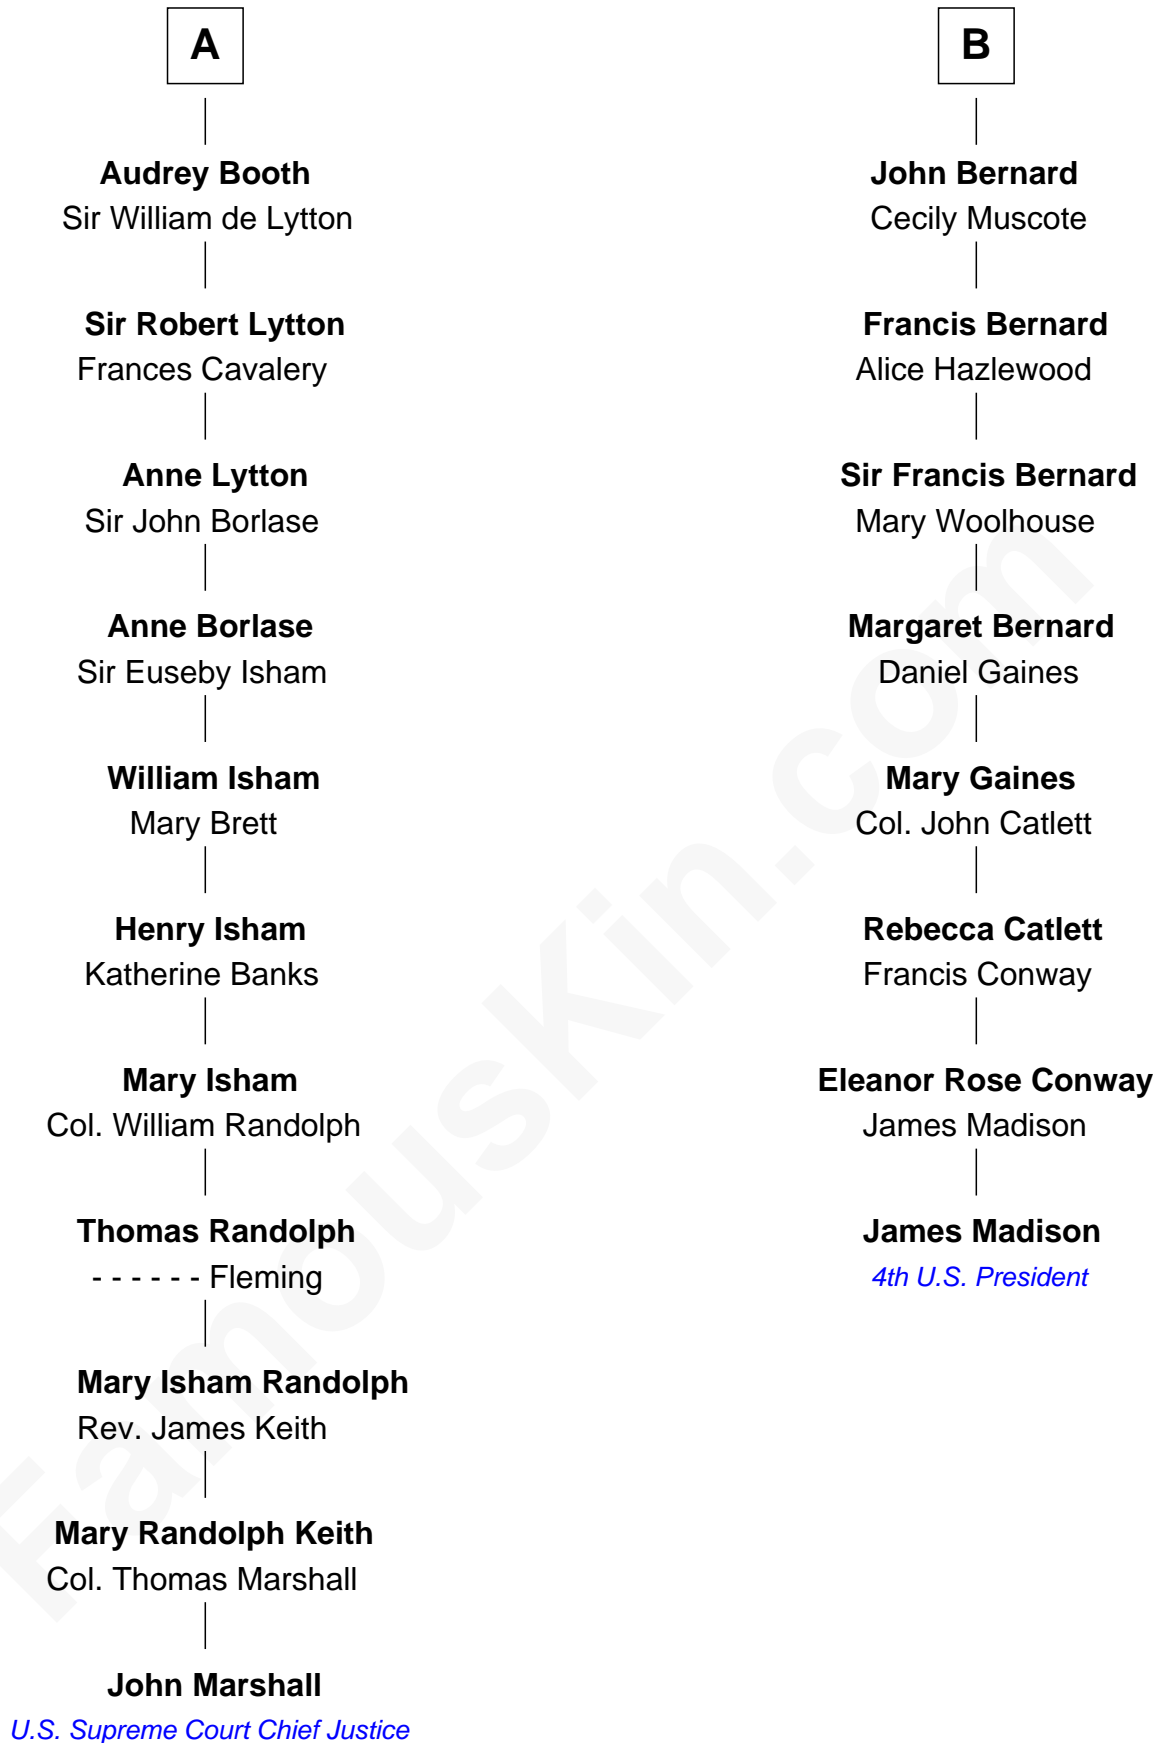 A
Audrey Booth
Sir William de Lytton
Sir Robert Lytton
Frances Cavalery
Anne Lytton
Sir John Borlase
Anne Borlase
Sir Euseby Isham
William Isham
Mary Brett
Henry Isham
Katherine Banks
Mary Isham
Col. William Randolph
Thomas Randolph
- - - - - - Fleming
Mary Isham Randolph
Rev. James Keith
Mary Randolph Keith
Col. Thomas Marshall
John Marshall
U.S. Supreme Court Chief Justice
B
John Bernard
Cecily Muscote
Francis Bernard
Alice Hazlewood
Sir Francis Bernard
Mary Woolhouse
Margaret Bernard
Daniel Gaines
Mary Gaines
Col. John Catlett
Rebecca Catlett
Francis Conway
Eleanor Rose Conway
James Madison
James Madison
4th U.S. President
FamousKin.com